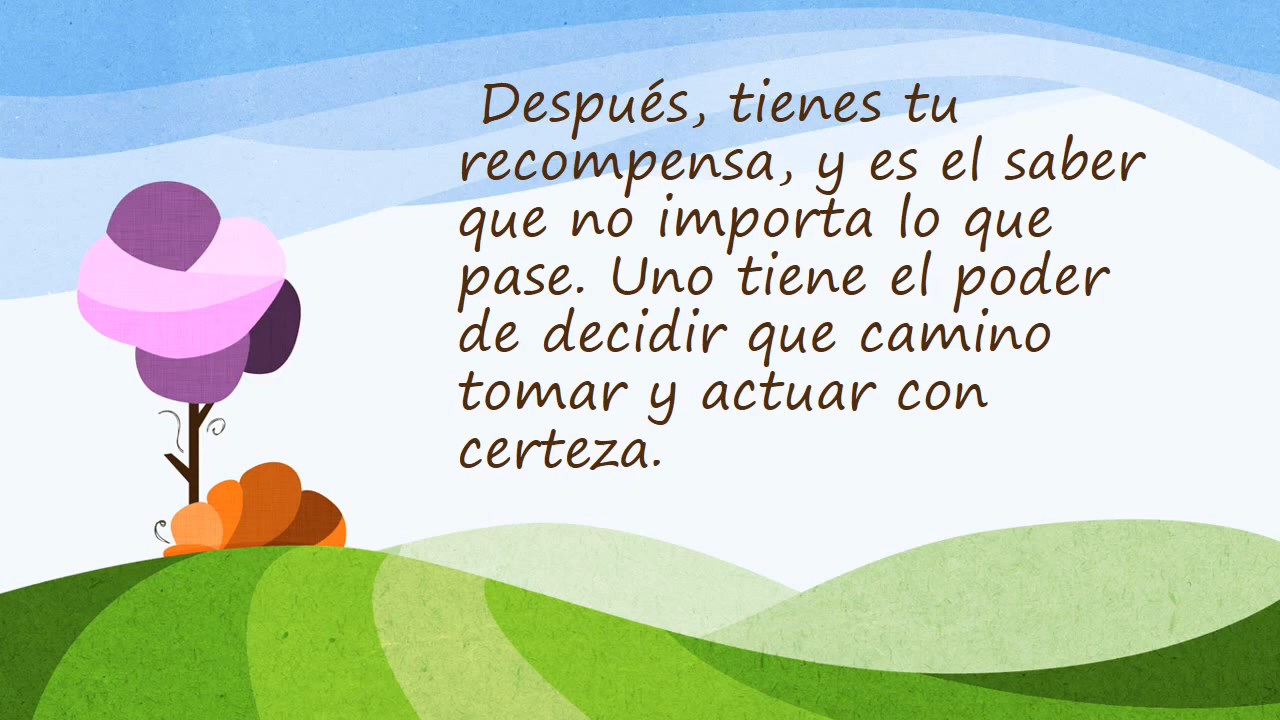 Después, tienes tu
recompensa, y es el saber
que no importa lo que
pase. Uno tiene el poder
de decidir que camino
tomar y actuar con
certeza.